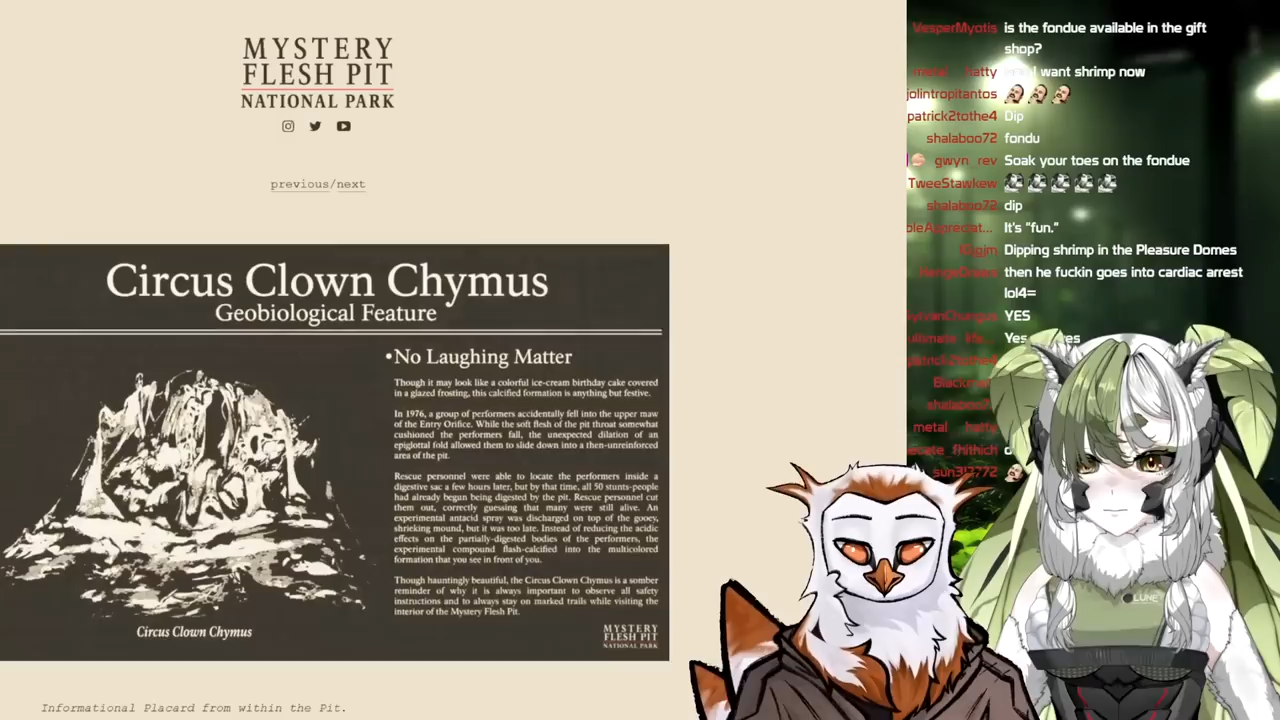 MYSTERY
FLESH PIT
NATIONAL PARK
previous/next
Circus Clown Chymus
Geobiological Feature
•No Laughing Matter
Though it may look like a colorful ice-cream birthday cake covered
in a glazed frosting, this calcified formation is anything but festive.
In 1976, a group of performers accidentally fell into the upper maw
of the Entry Orifice. While the soft flesh of the pit throat somewhat
cushioned the performers fall, the unexpected dilation of an
epiglottal fold allowed them to slide down into a then-unreinforced
area of the pit.
Rescue personnel were able to locate the performers inside a
digestive sac a few hours later, but by that time, all 50 stunts-people
had already begun being digested by the pit. Rescue personnel cut
them out, correctly guessing that many were still alive. An
experimental antacid spray was discharged on top of the gooey,
shrieking mound, but it was too late. Instead of reducing the acidic
effects on the partially-digested bodies of the performers, the
experimental compound flash-calcified into the multicolored
formation that you see in front of you.
Though hauntingly beautiful, the Circus Clown Chymus is a somber
reminder of why it is always important to observe all safety
instructions and to always stay on marked trails while visiting the
interior of the Mystery Flesh Pit.
Circus Clown Chymus
MYSTERY
FLESH PIT
NATIONAL PARK
Informational Placard from within the Pit.
VesperMyotis is the fondue available in the gift
shop?
metal hatty I want shrimp now
jolintropitantos
patrick2tothe4 Dip
shalaboo72 fondu
gwyn rev Soak your toes on the fondue
TweeStawkew
shalaboo72 dip
It's "fun."
Dipping shrimp in the Pleasure Domes
then he fuckin goes into cardiac arrest
lol4=
YES
Yes
patrick2tothe4
metal hatty
sun3l2772
LUNE